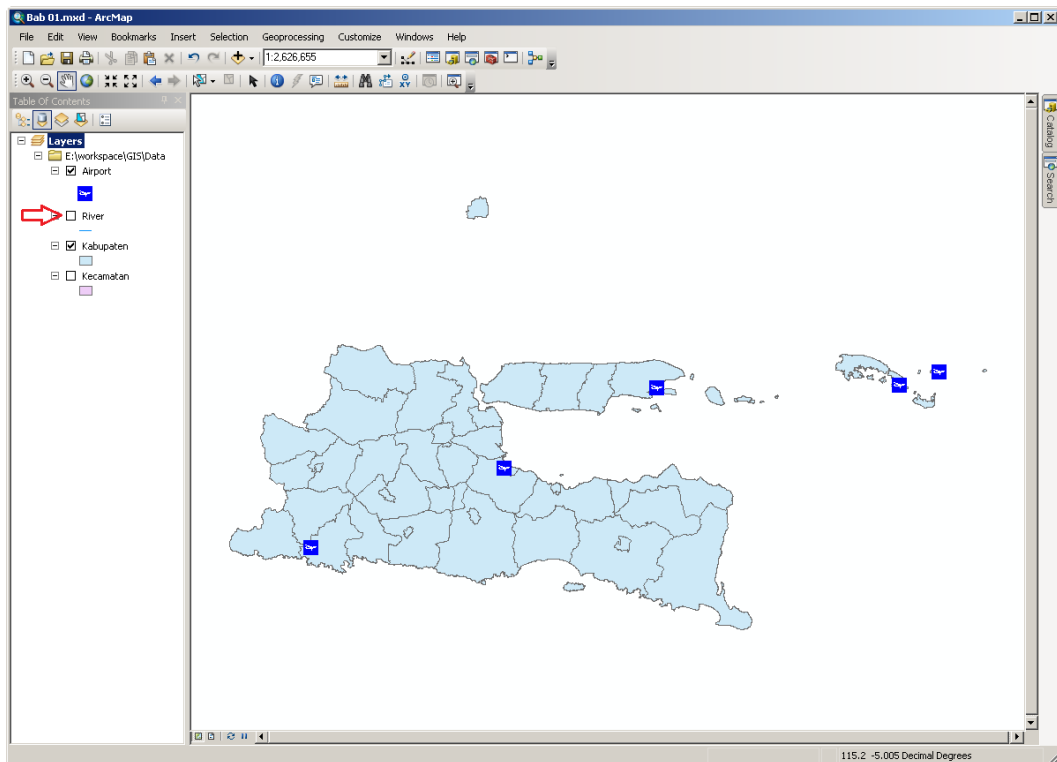 Bab 01.mxd - ArcMap
File Edit View Bookmarks Insert Selection Geoprocessing Customize Windows Help
1:2,626,655
Table Of Contents
Layers
E:\workspace\GIS\Data
Airport
River
Kabupaten
Kecamatan
Catalog
Search
115.2 -5.005 Decimal Degrees